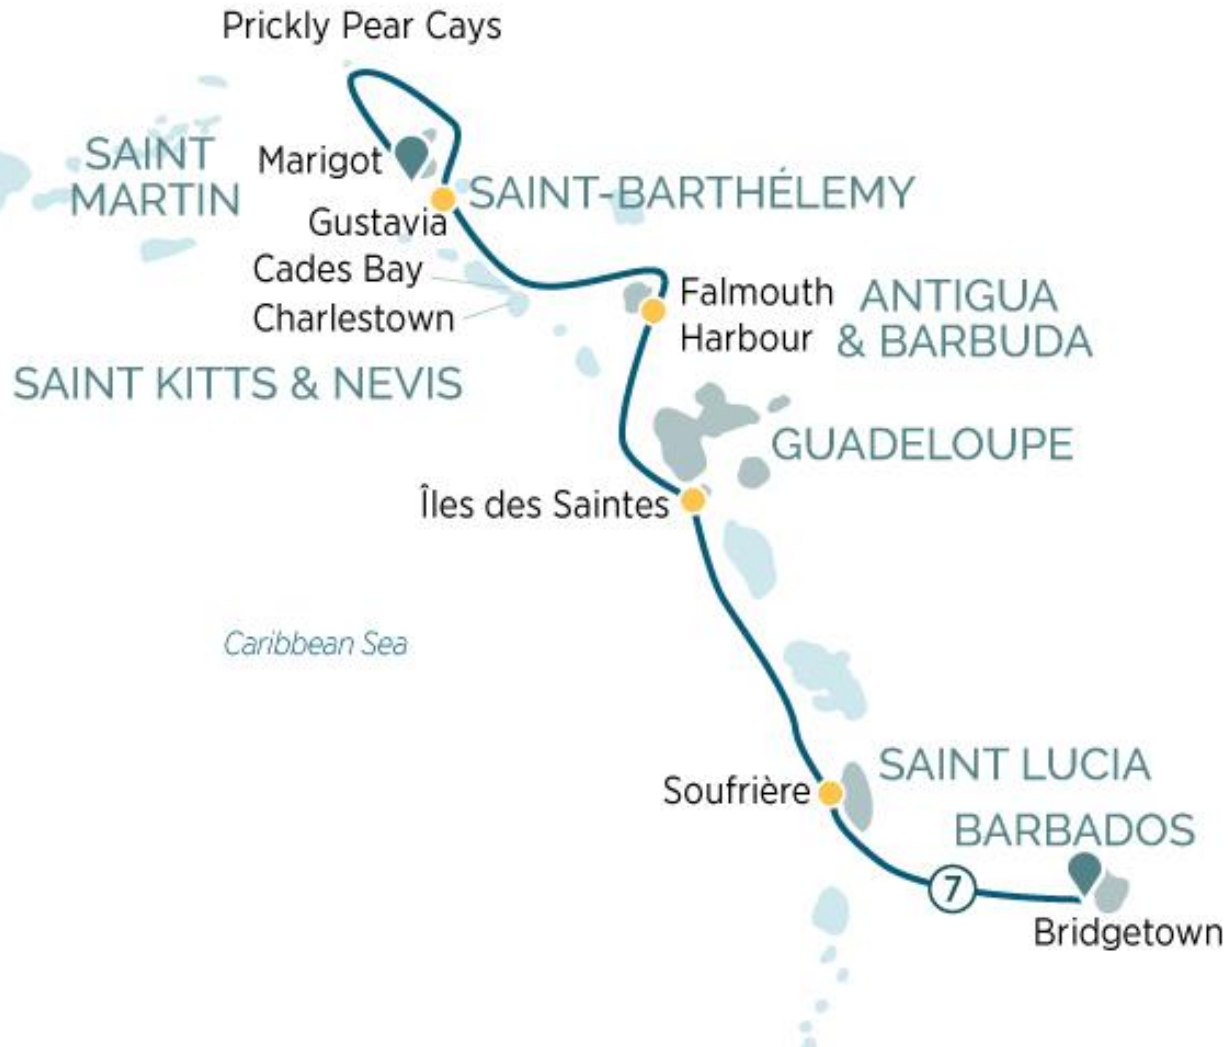 Prickly Pear Cays
SAINT
MARTIN
Marigot
SAINT-BARTHÉLEMY
Gustavia
Cades Bay
Charlestown
Falmouth
Harbour
ANTIGUA
& BARBUDA
SAINT KITTS & NEVIS
GUADELOUPE
Îles des Saintes
Caribbean Sea
SAINT LUCIA
Soufrière
BARBADOS
7
Bridgetown